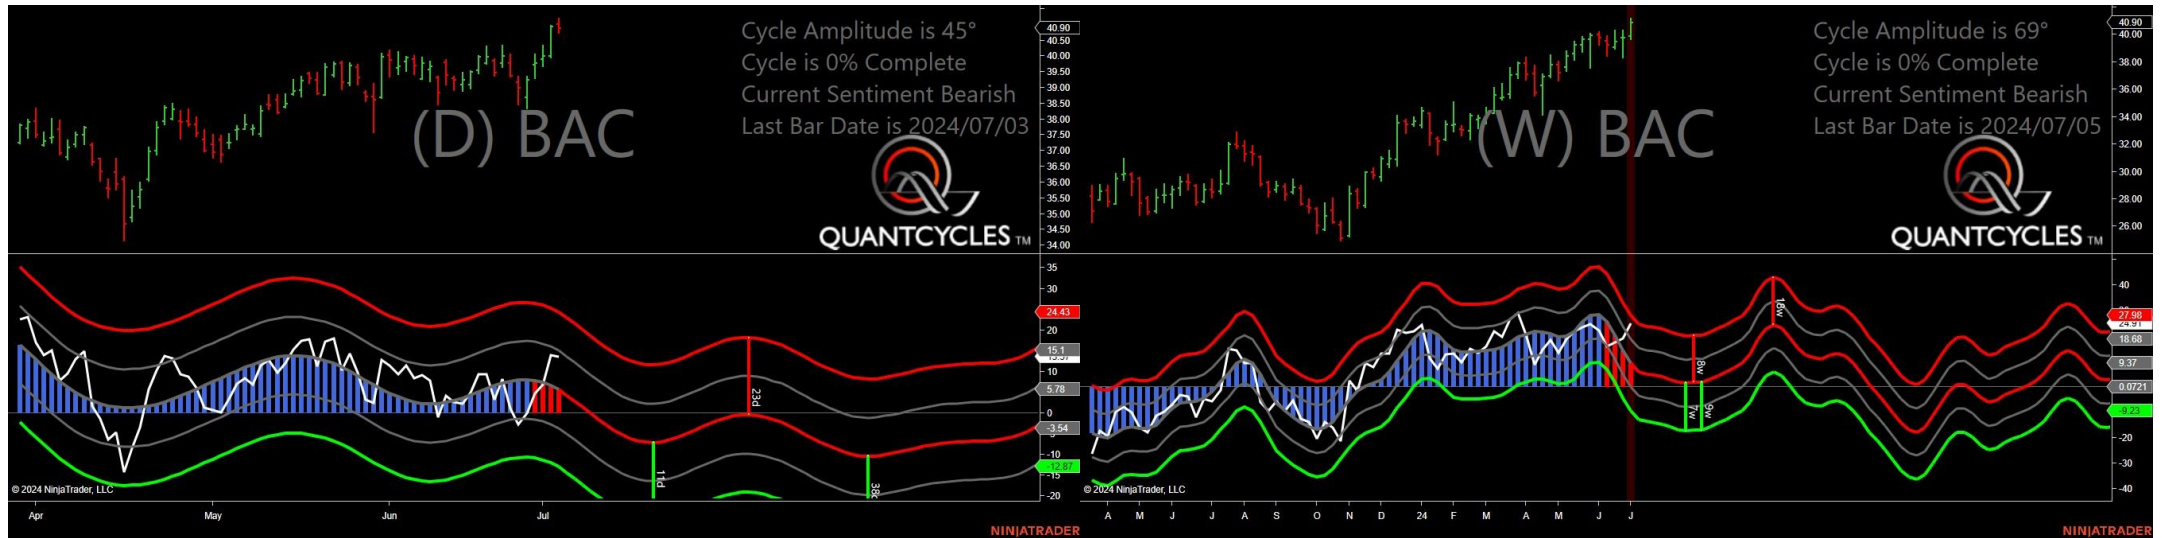 Cycle Amplitude is 45°
Cycle is 0% Complete
Current Sentiment Bearish
Last Bar Date is 2024/07/03
(D) BAC
QUANTCYCLES TM
40.90
40.50
40.00
39.50
39.00
38.50
38.00
37.50
37.00
36.50
36.00
35.50
35.00
34.50
34.00
35
30
24.43
20
15.1
10
5.78
0
-3.54
-5
-10
-12.87
-15
-20
23d
11d
© 2024 NinjaTrader, LLC
Apr May Jun Jul
NINJATRADER
Cycle Amplitude is 69°
Cycle is 0% Complete
Current Sentiment Bearish
Last Bar Date is 2024/07/05
(W) BAC
QUANTCYCLES TM
40.90
40.00
38.00
36.00
34.00
32.00
30.00
28.00
26.00
40
27.98
24.91
18.68
9.37
0.0721
-9.23
-20
-30
-40
18w
8w
7w
9w
© 2024 NinjaTrader, LLC
A M J J A S O N D 24 F M A M J J
NINJATRADER